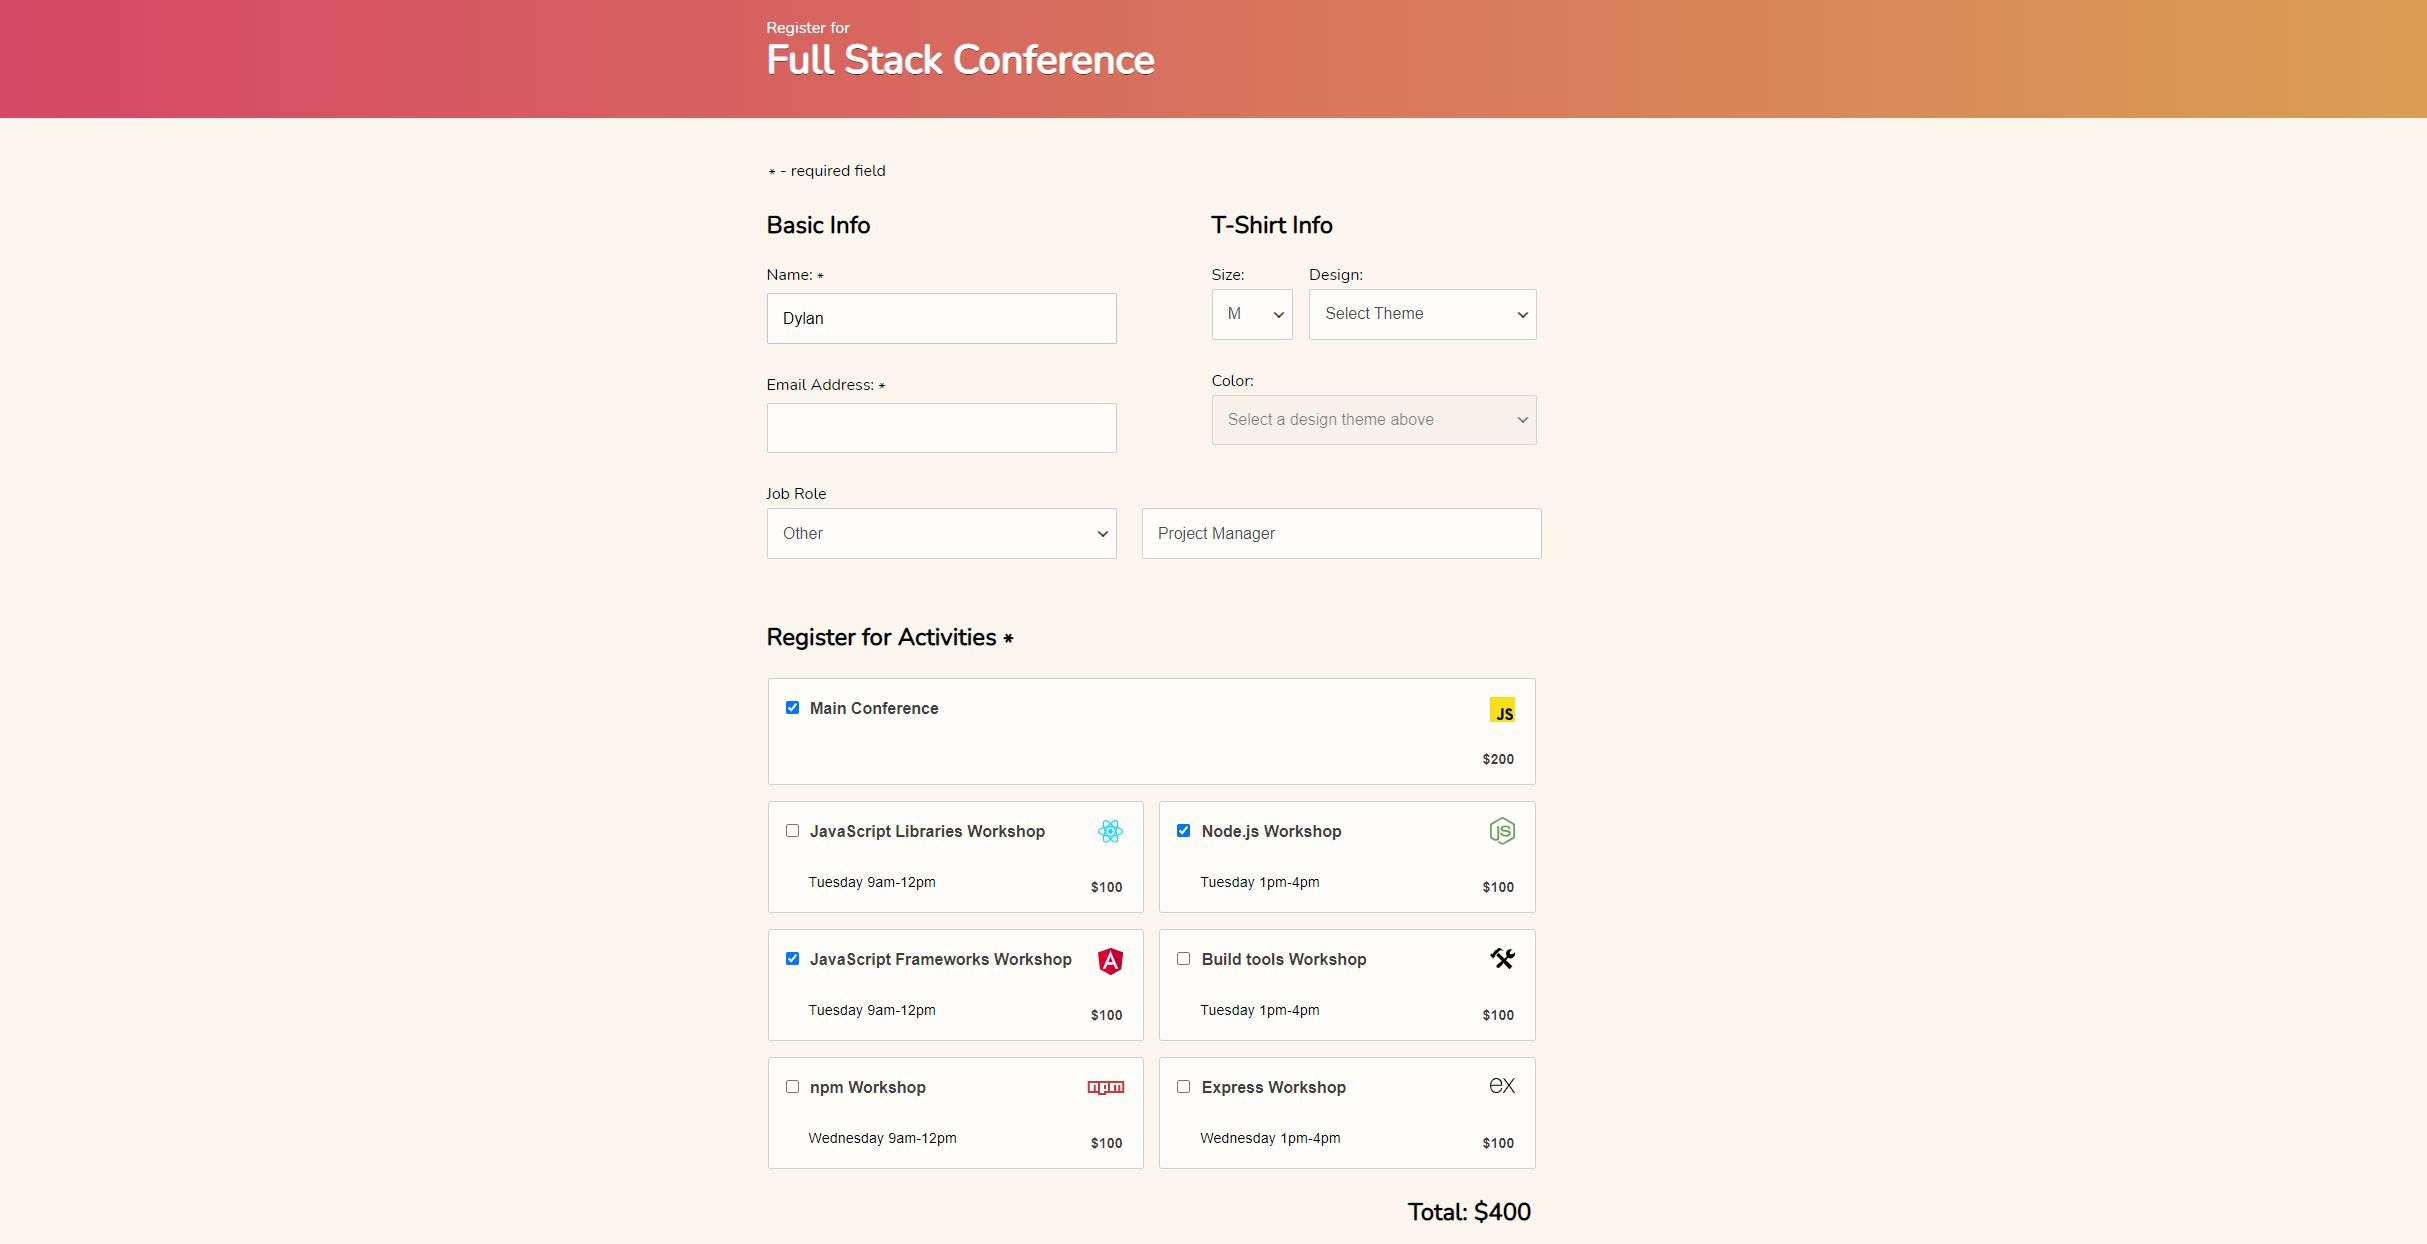 Register for
Full Stack Conference
* - required field
Basic Info
Name: *
Dylan
Email Address: *
Job Role
Other
Project Manager
T-Shirt Info
Size:
M
Design:
Select Theme
Color:
Select a design theme above
Register for Activities *
Main Conference
JS
$200
JavaScript Libraries Workshop
Tuesday 9am-12pm
$100
Node.js Workshop
JS
Tuesday 1pm-4pm
$100
JavaScript Frameworks Workshop
A
Tuesday 9am-12pm
$100
Build tools Workshop
Tuesday 1pm-4pm
$100
npm Workshop
npm
Wednesday 9am-12pm
$100
Express Workshop
ex
Wednesday 1pm-4pm
$100
Total: $400